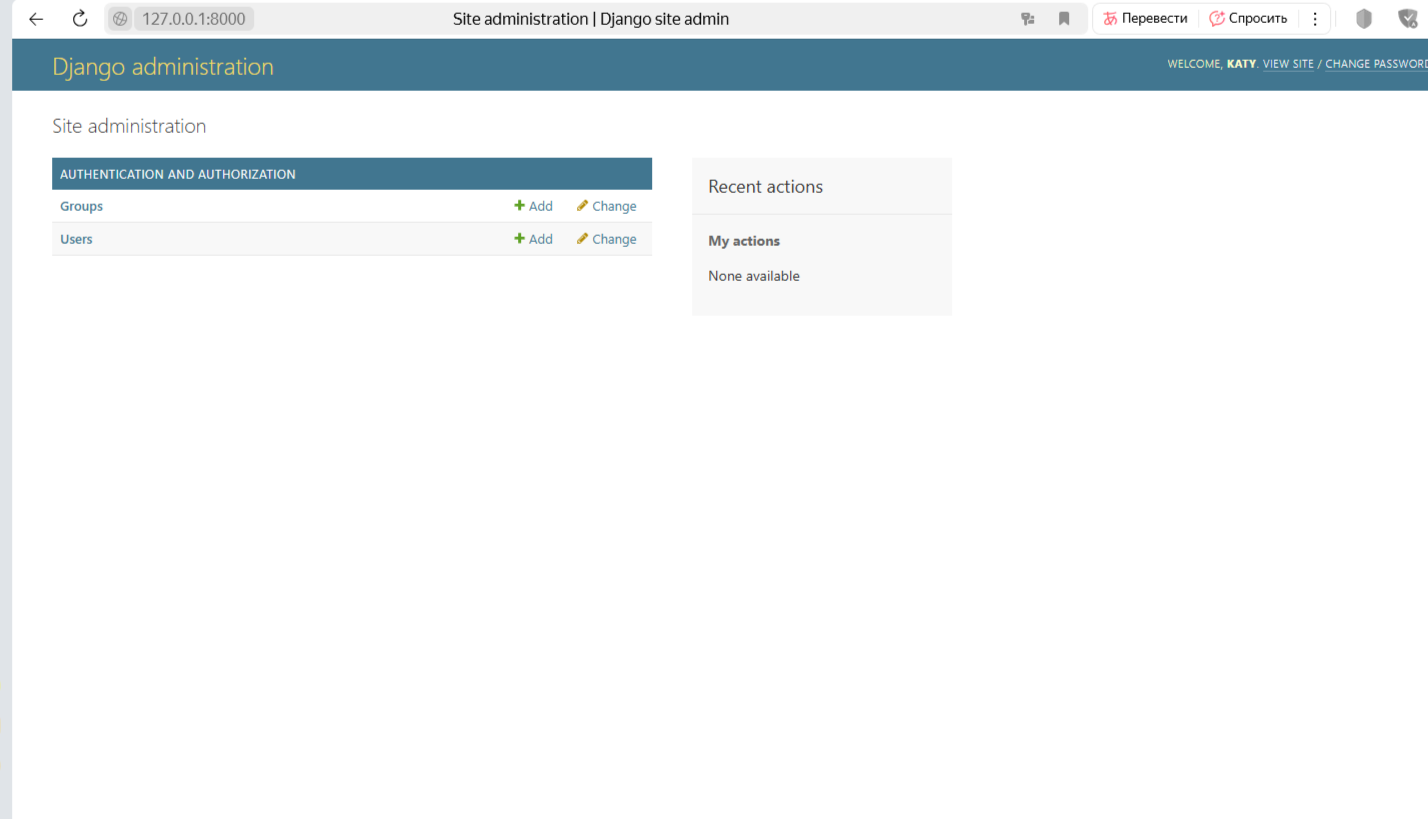 127.0.0.1:8000 Site administration | Django site admin Перевести Спросить
Django administration
WELCOME, KATY. VIEW SITE / CHANGE PASSWORD
Site administration
AUTHENTICATION AND AUTHORIZATION
Groups Add Change
Users Add Change
Recent actions
My actions
None available